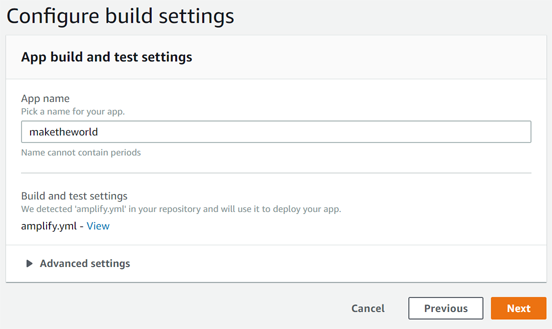 Configure build settings
App build and test settings
App name
Pick a name for your app.
maketheworld
Name cannot contain periods
Build and test settings
We detected 'amplify.yml' in your repository and will use it to deploy your app.
amplify.yml - View
Advanced settings
Cancel
Previous
Next